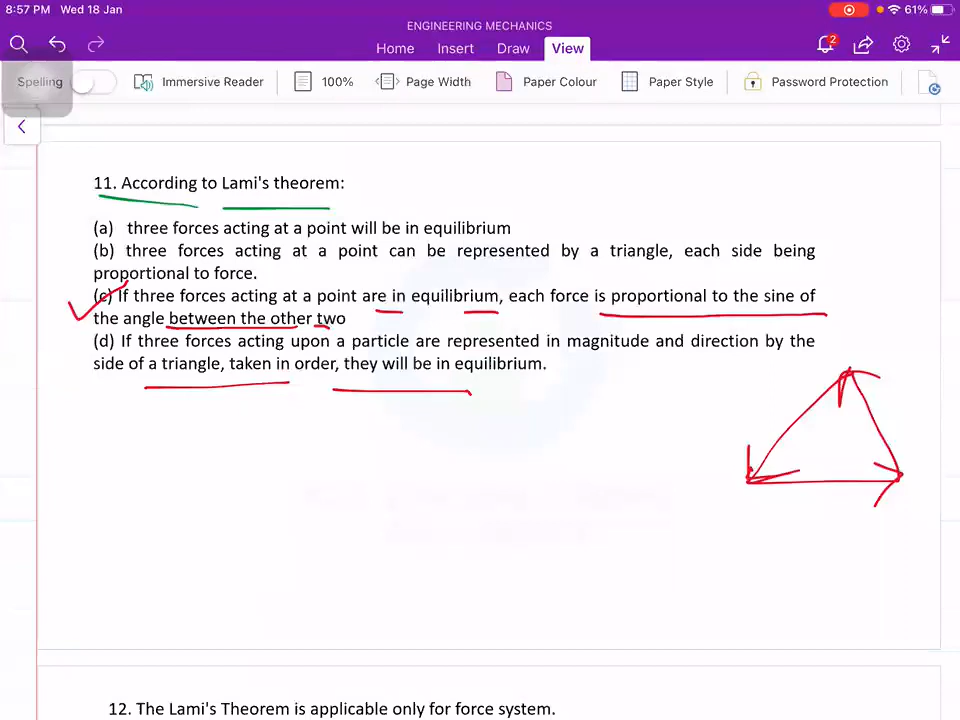 8:57 PM Wed 18 Jan
61%
ENGINEERING MECHANICS
Home Insert Draw View
2
Spelling Immersive Reader 100% Page Width Paper Colour Paper Style Password Protection
11. According to Lami's theorem:
(a) three forces acting at a point will be in equilibrium
(b) three forces acting at a point can be represented by a triangle, each side being
proportional to force.
(c) If three forces acting at a point are in equilibrium, each force is proportional to the sine of
the angle between the other two
(d) If three forces acting upon a particle are represented in magnitude and direction by the
side of a triangle, taken in order, they will be in equilibrium.
12. The Lami's Theorem is applicable only for force system.